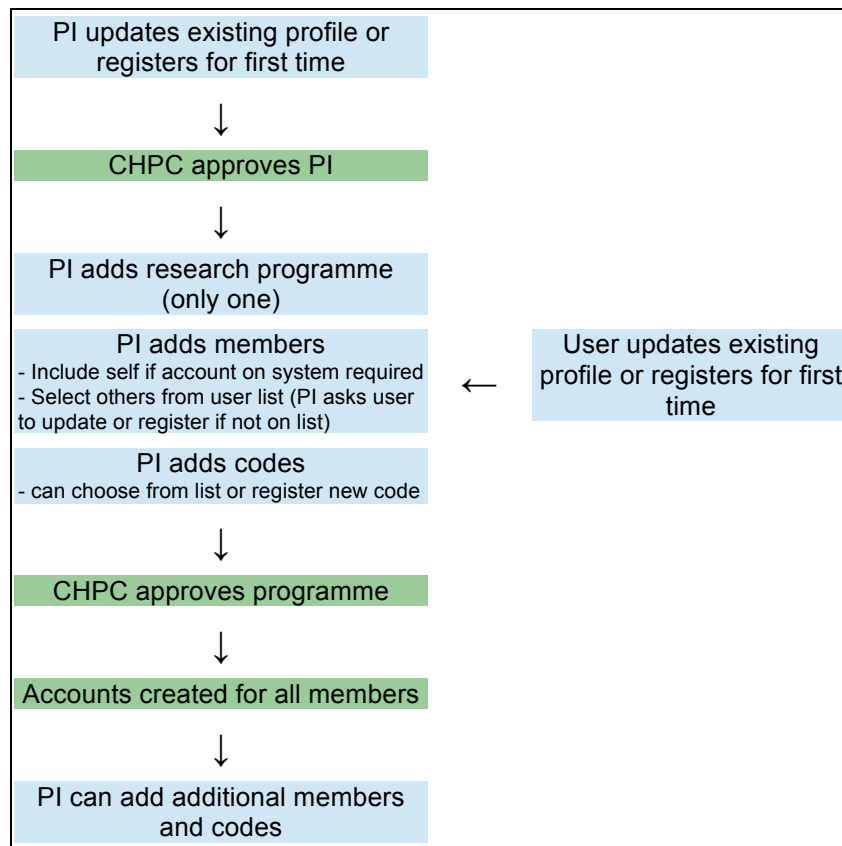 PI updates existing profile or
registers for first time
↓
CHPC approves PI
↓
PI adds research programme
(only one)
PI adds members
- Include self if account on system required
- Select others from user list (PI asks user
to update or register if not on list)
←
User updates existing
profile or registers for first
time
PI adds codes
- can choose from list or register new code
↓
CHPC approves programme
↓
Accounts created for all members
↓
PI can add additional members
and codes